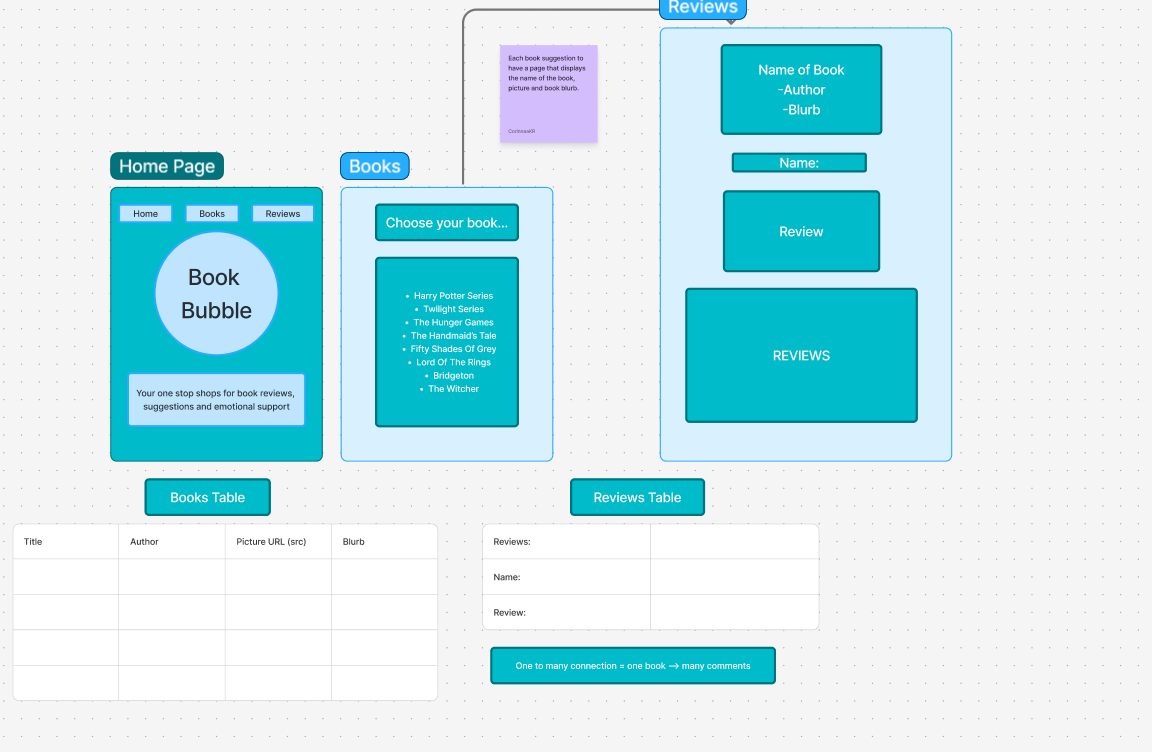 Reviews
Each book suggestion to
have a page that displays
the name of the book,
picture and book blurb.
CorinneaKR
Home Page
Home
Books
Reviews
Book
Bubble
Your one stop shops for book reviews,
suggestions and emotional support
Books
Choose your book...
• Harry Potter Series
• Twilight Series
• The Hunger Games
• The Handmaid's Tale
• Fifty Shades Of Grey
• Lord Of The Rings
• Bridgeton
• The Witcher
Name of Book
-Author
-Blurb
Name:
Review
REVIEWS
Books Table
Title
Author
Picture URL (src)
Blurb
Reviews Table
Reviews:
Name:
Review:
One to many connection = one book --> many comments